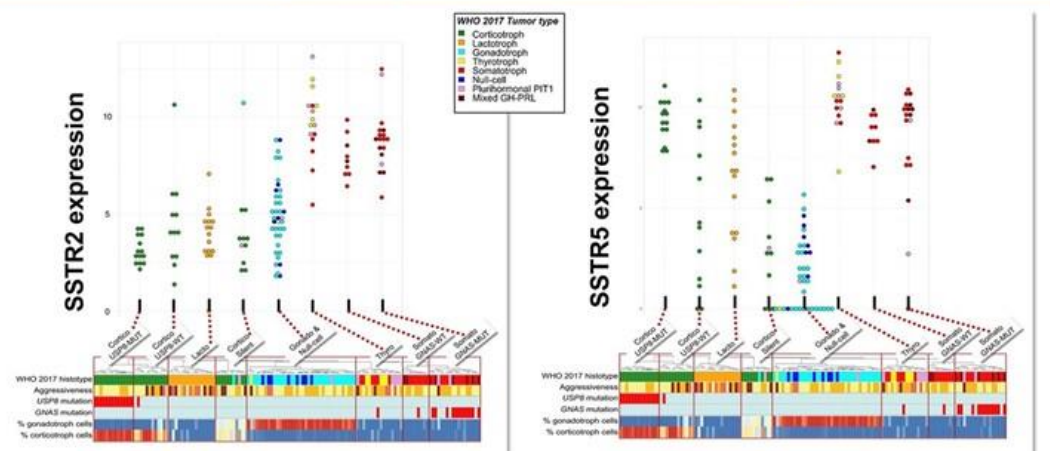 WHO 2017 Tumor type
Corticotroph
Lactotroph
Gonadotroph
Thyrotroph
Somatotroph
Null-cell
Plurihormonal PIT1
Mixed GH-PRL
SSTR2 expression
10
5
0
Cortico
USP8-MUT
Cortico
USP8-WT
Lacto
Cortico
Silent
Gonado &
Null-cell
Thyro
Somato
GNAS-WT
Somato
GNAS-MUT
WHO 2017 histotype
Aggressiveness
USP8 mutation
GNAS mutation
% gonadotroph cells
% corticotroph cells
SSTR5 expression
Cortico
USP8-MUT
Cortico
USP8-WT
Lacto
Cortico
Silent
Gonado &
Null-cell
Thyro
Somato
GNAS-WT
Somato
GNAS-MUT
WHO 2017 histotype
Aggressiveness
USP8 mutation
GNAS mutation
% gonadotroph cells
% corticotroph cells